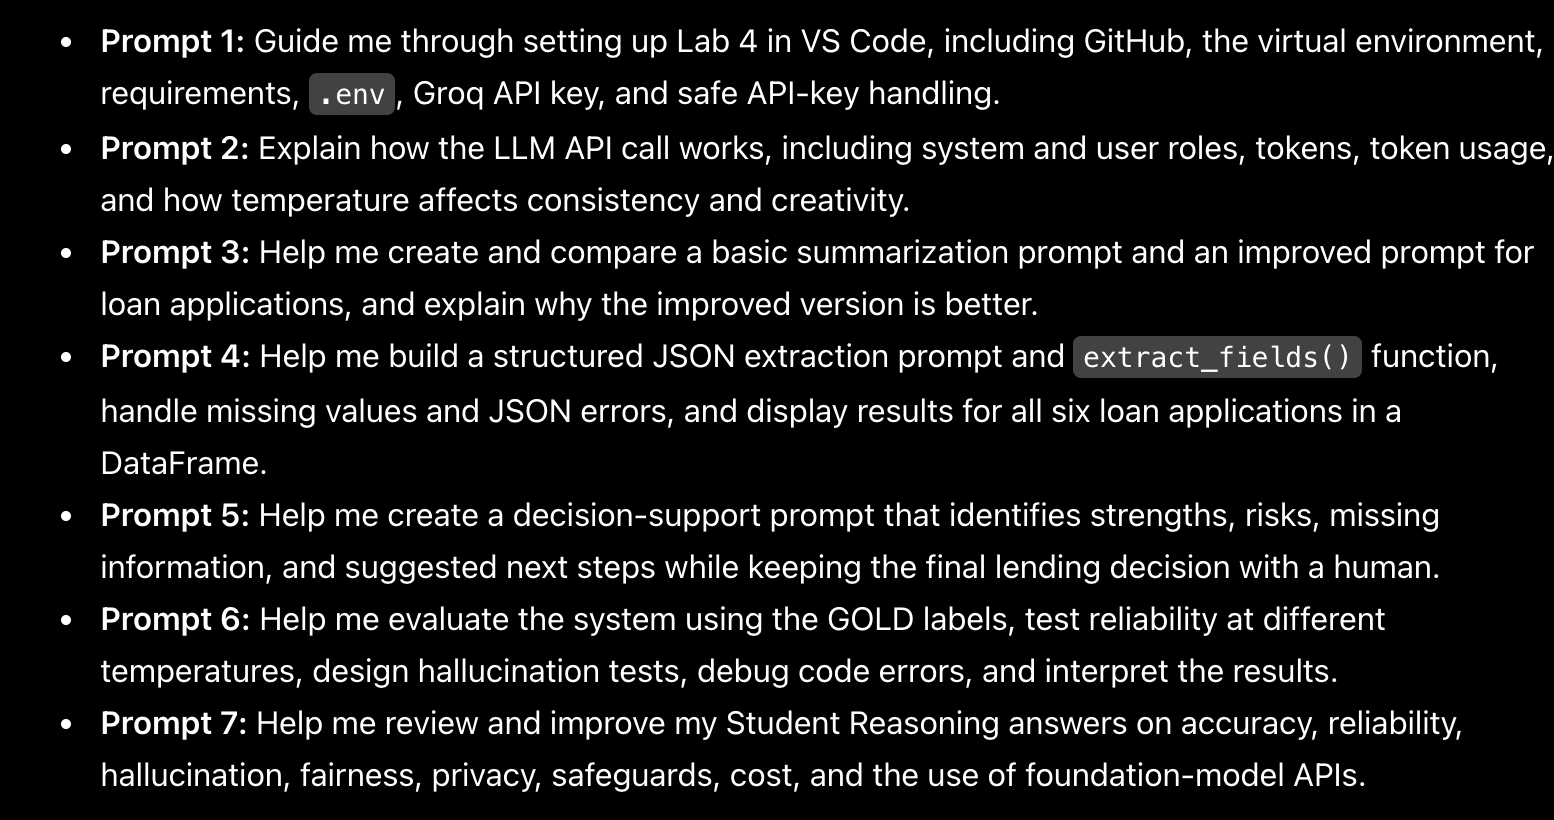 • Prompt 1: Guide me through setting up Lab 4 in VS Code, including GitHub, the virtual environment,
requirements, .env, Groq API key, and safe API-key handling.
• Prompt 2: Explain how the LLM API call works, including system and user roles, tokens, token usage,
and how temperature affects consistency and creativity.
• Prompt 3: Help me create and compare a basic summarization prompt and an improved prompt for
loan applications, and explain why the improved version is better.
• Prompt 4: Help me build a structured JSON extraction prompt and extract_fields() function,
handle missing values and JSON errors, and display results for all six loan applications in a
DataFrame.
• Prompt 5: Help me create a decision-support prompt that identifies strengths, risks, missing
information, and suggested next steps while keeping the final lending decision with a human.
• Prompt 6: Help me evaluate the system using the GOLD labels, test reliability at different
temperatures, design hallucination tests, debug code errors, and interpret the results.
• Prompt 7: Help me review and improve my Student Reasoning answers on accuracy, reliability,
hallucination, fairness, privacy, safeguards, cost, and the use of foundation-model APIs.